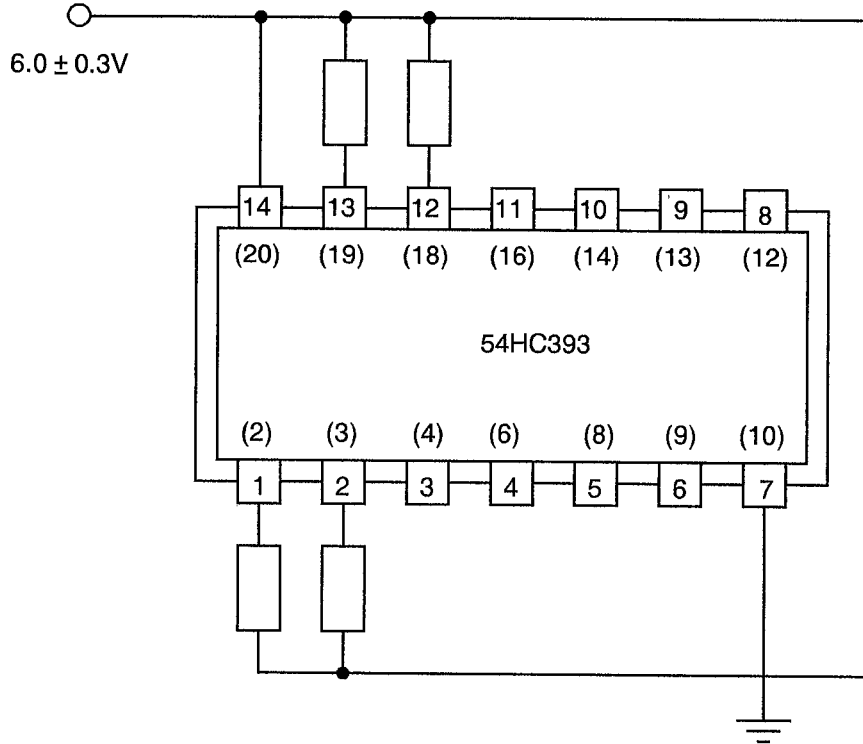 6.0 ± 0.3V
14 13 12 11 10 9 8
(20) (19) (18) (16) (14) (13) (12)
54HC393
(2) (3) (4) (6) (8) (9) (10)
1 2 3 4 5 6 7